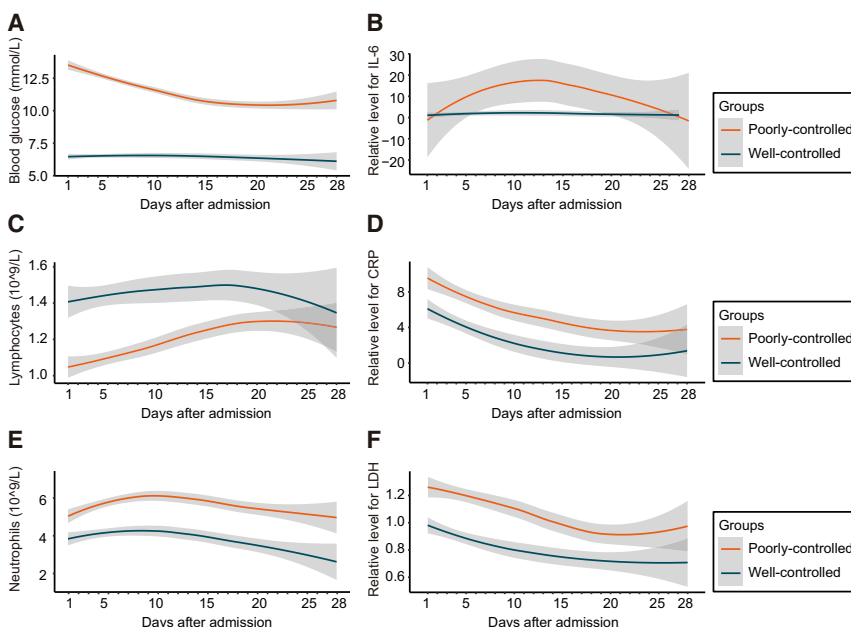 A
Blood glucose (mmol/L)
12.5
10.0
7.5
5.0
1 5 10 15 20 25 28
Days after admission
B
Relative level for IL-6
30
20
10
0
−10
−20
1 5 10 15 20 25 28
Days after admission
Groups
Poorly-controlled
Well-controlled
C
Lymphocytes (10^9/L)
1.6
1.4
1.2
1.0
1 5 10 15 20 25 28
Days after admission
D
Relative level for CRP
8
4
0
1 5 10 15 20 25 28
Days after admission
Groups
Poorly-controlled
Well-controlled
E
Neutrophils (10^9/L)
6
4
2
1 5 10 15 20 25 28
Days after admission
F
Relative level for LDH
1.2
1.0
0.8
0.6
1 5 10 15 20 25 28
Days after admission
Groups
Poorly-controlled
Well-controlled